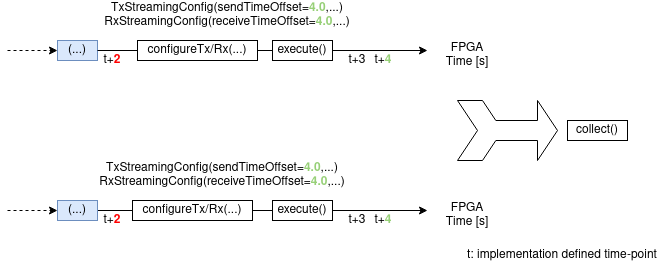 TxStreamingConfig(sendTimeOffset=4.0,...)
RxStreamingConfig(receiveTimeOffset=4.0,...)
(...)
configureTx/Rx(...)
execute()
t+2
t+3
t+4
FPGA
Time [s]
collect()
TxStreamingConfig(sendTimeOffset=4.0,...)
RxStreamingConfig(receiveTimeOffset=4.0,...)
(...)
configureTx/Rx(...)
execute()
t+2
t+3
t+4
FPGA
Time [s]
t: implementation defined time-point